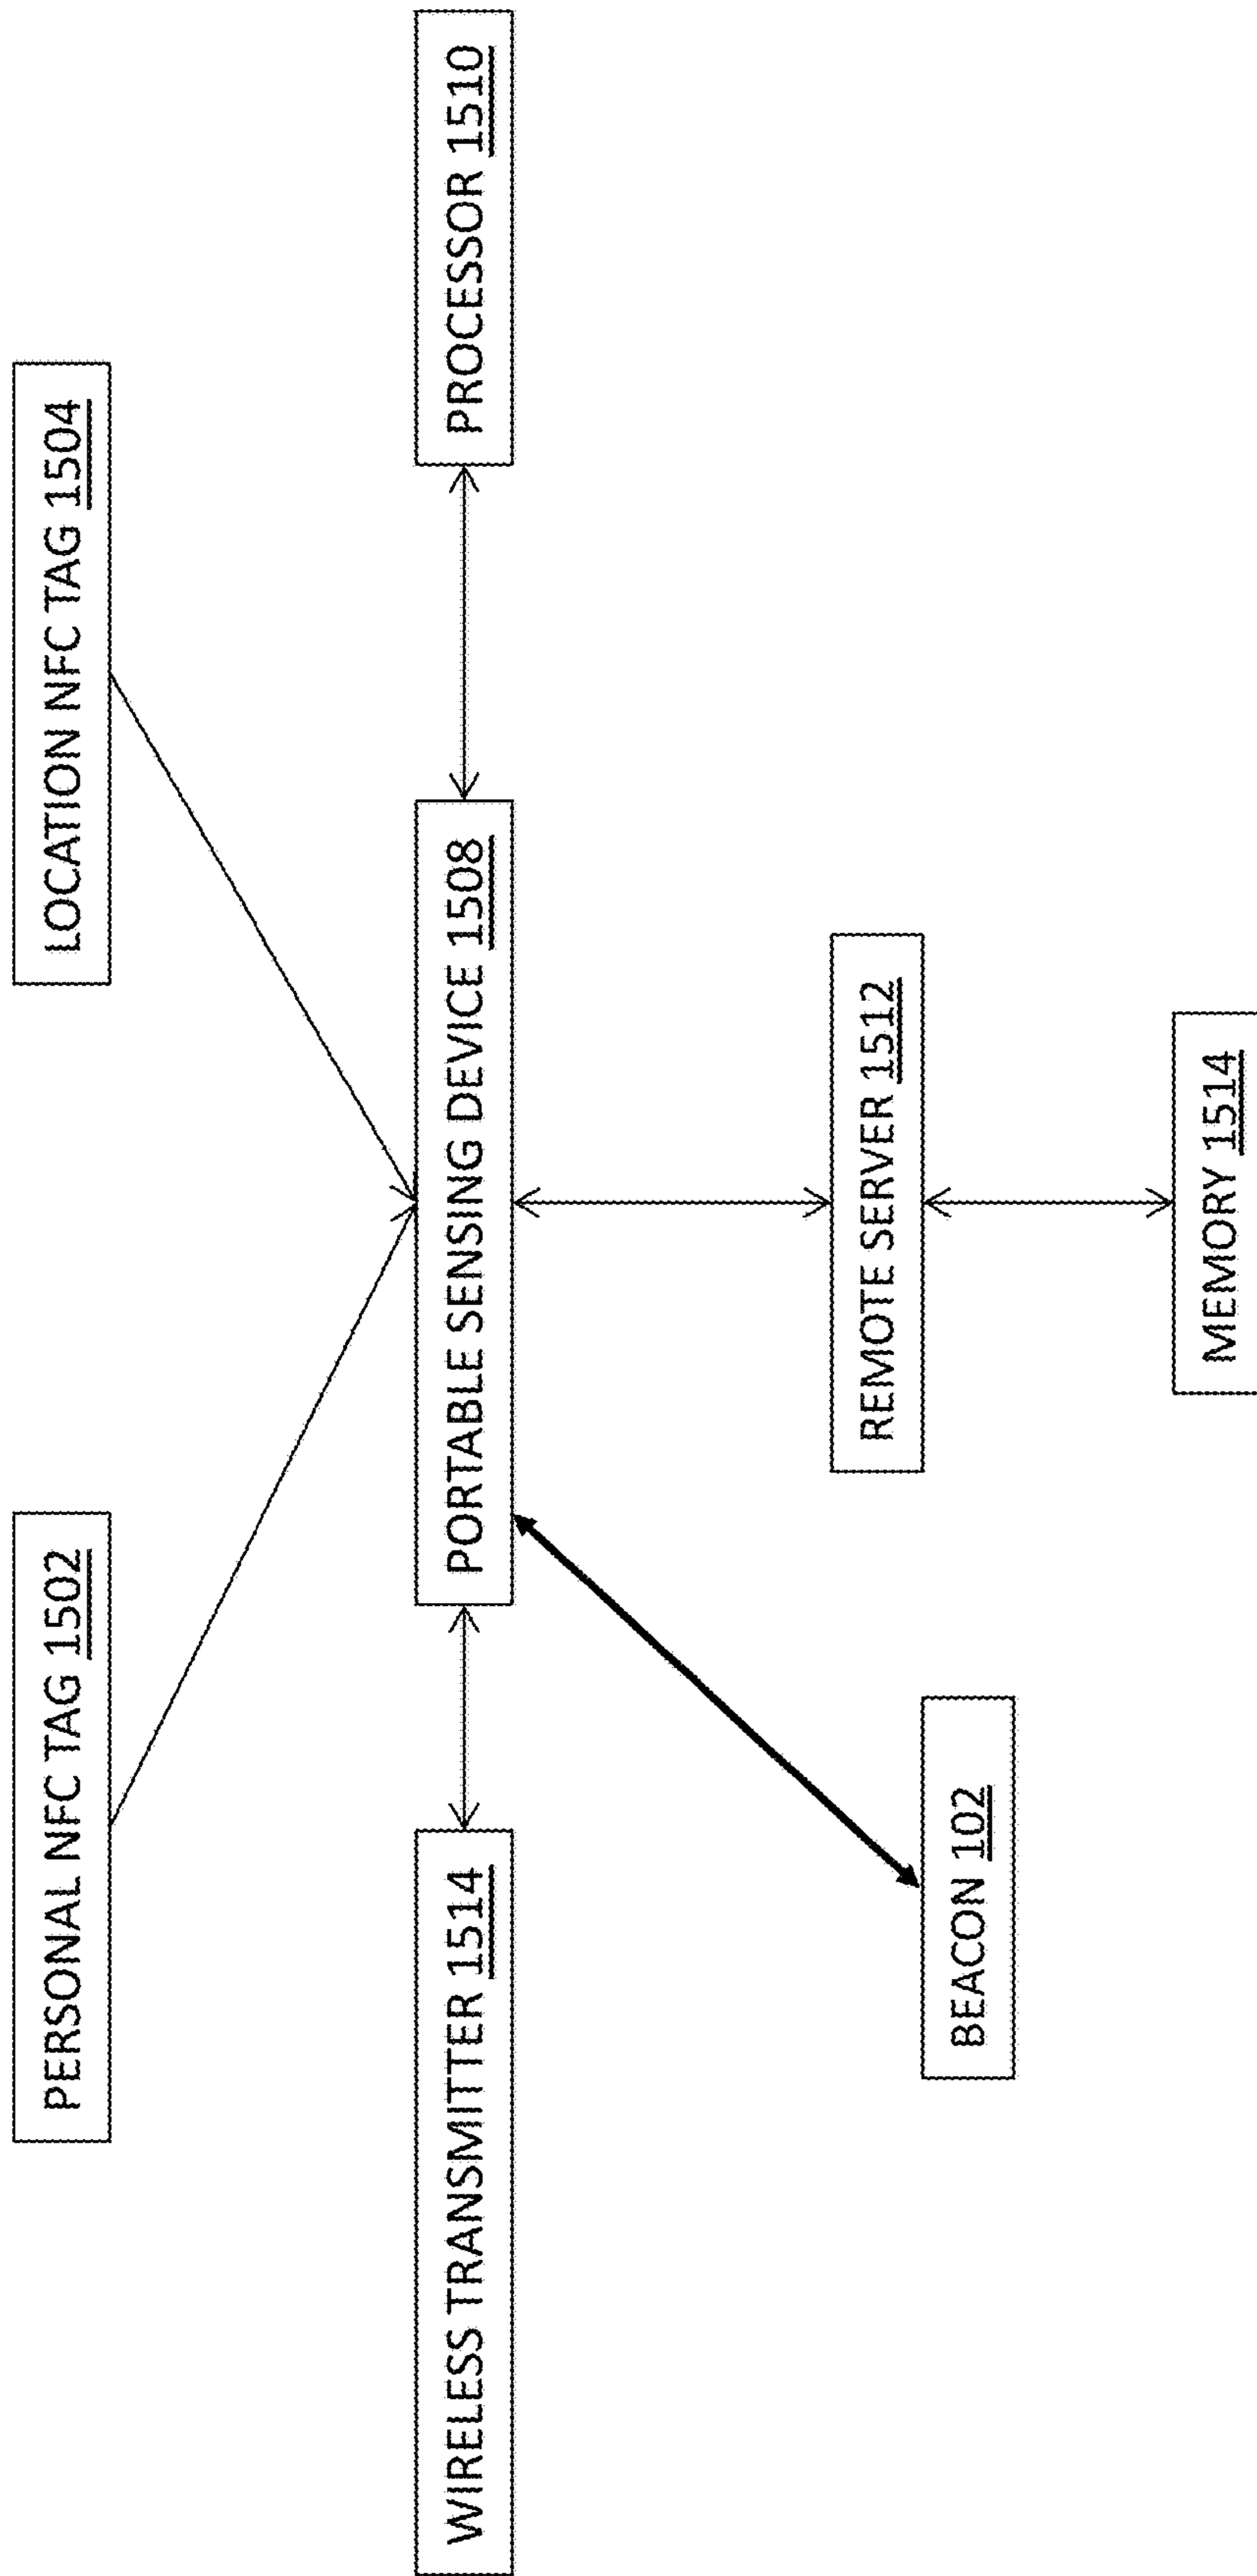 PERSONAL NFC TAG 1502
LOCATION NFC TAG 1504
WIRELESS TRANSMITTER 1514
PORTABLE SENSING DEVICE 1508
PROCESSOR 1510
REMOTE SERVER 1512
BEACON 102
MEMORY 1514